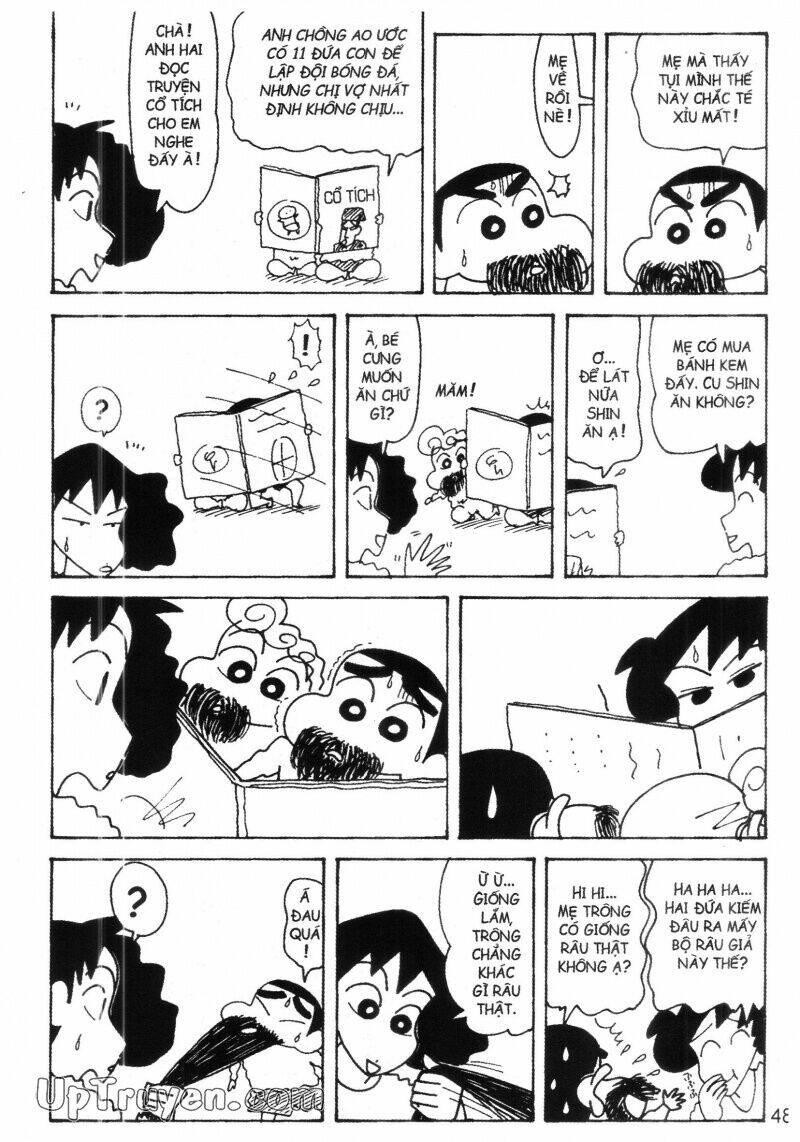 MẸ MÀ THẤY
TỤI MÌNH THẾ
NÀY CHẮC TÉ
XỈU MẤT!
MẸ
VỀ
RỒI
NÈ!
ANH CHỒNG AO ƯỚC
CÓ 11 ĐỨA CON ĐỂ
LẬP ĐỘI BÓNG ĐÁ,
NHƯNG CHỊ VỢ NHẤT
ĐỊNH KHÔNG CHỊU...
CỔ TÍCH
CHÀ!
ANH HAI
ĐỌC
TRUYỆN
CỔ TÍCH
CHO EM
NGHE
ĐẤY À!
MẸ CÓ MUA
BÁNH KEM
ĐẤY. CU SHIN
ĂN KHÔNG?
Ơ...
ĐỂ LÁT
NỮA
SHIN
ĂN Ạ!
MĂM!
À, BÉ
CƯNG
MUỐN
ĂN CHỨ
GÌ?
!
?
HA HA HA...
HAI ĐỨA KIẾM
ĐÂU RA MẤY
BỘ RÂU GIẢ
NÀY THẾ?
HI HI...
MẸ TRÔNG
CÓ GIỐNG
RÂU THẬT
KHÔNG Ạ?
Ừ Ừ...
GIỐNG
LẮM,
TRÔNG
CHẲNG
KHÁC
GÌ RÂU
THẬT.
Á
ĐAU
QUÁ!
?
UpTruyen.com
48